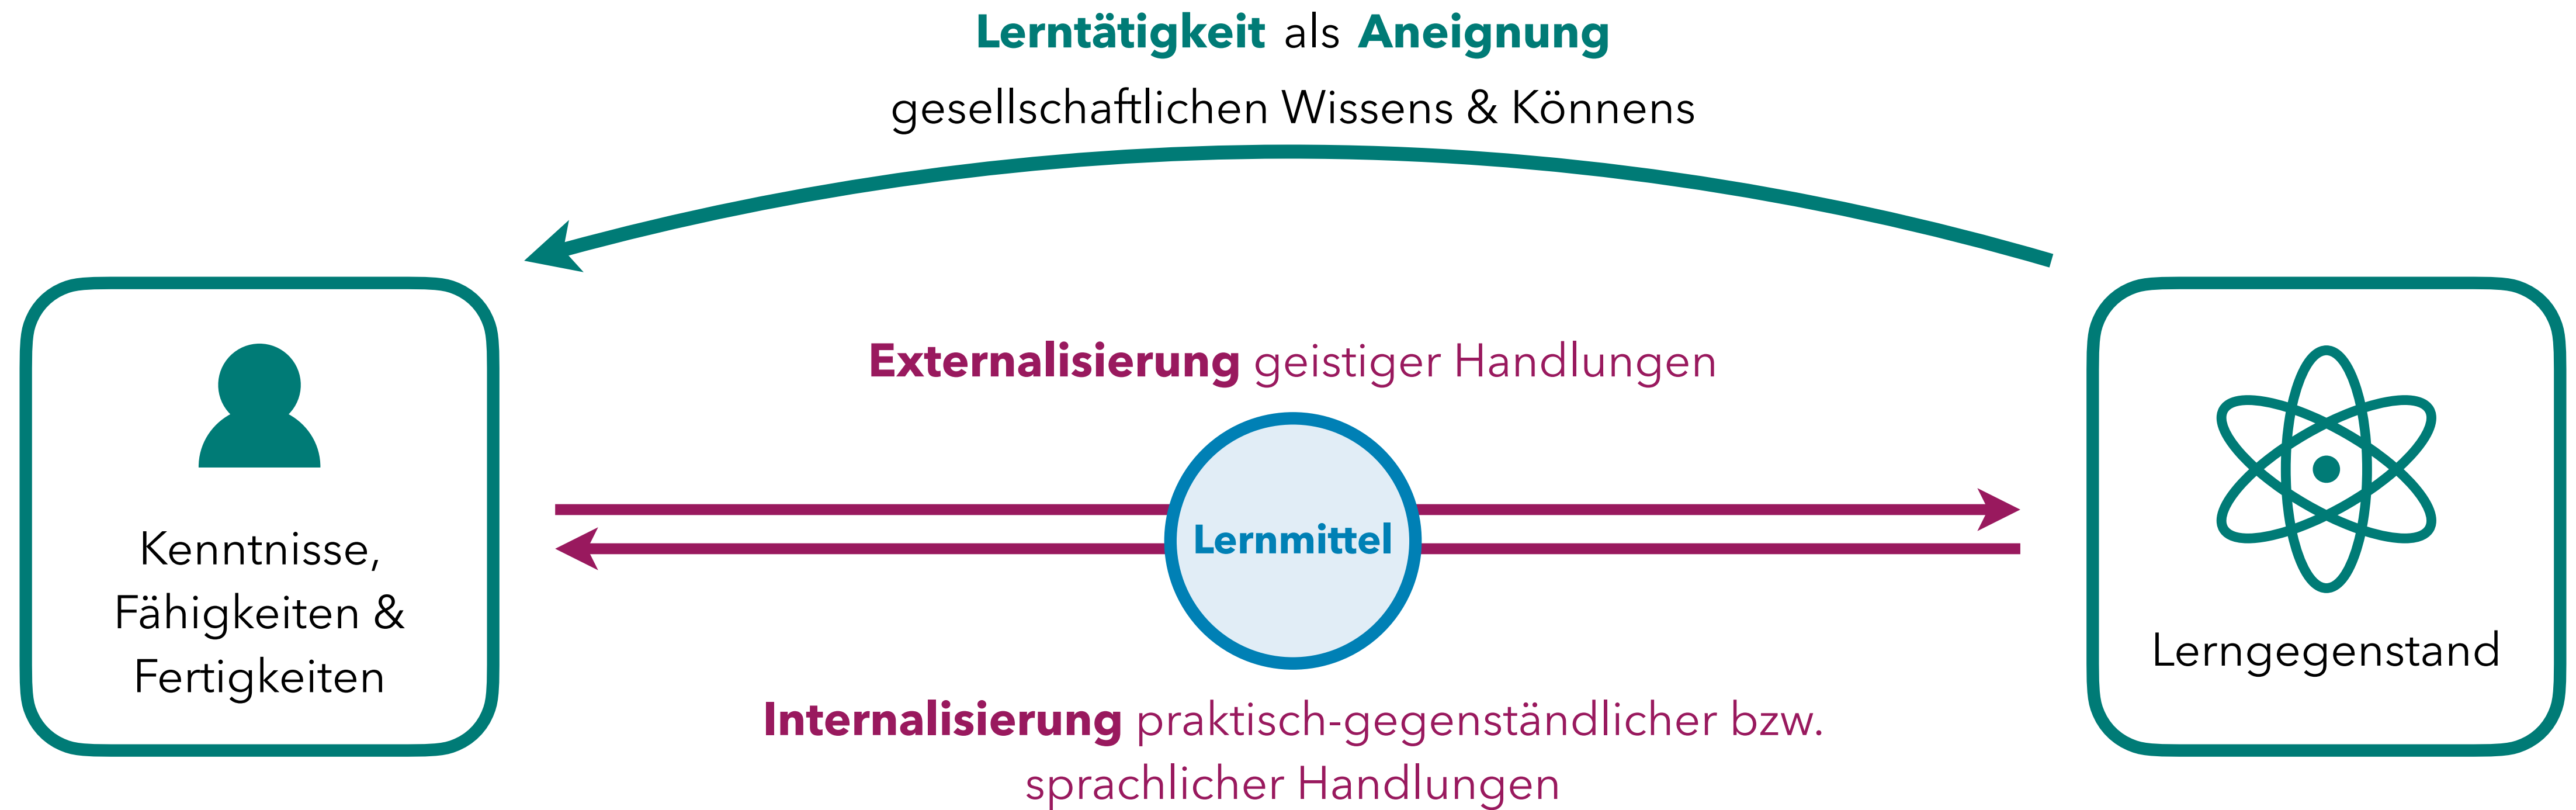 Lerntätigkeit als Aneignung
gesellschaftlichen Wissens & Könnens
Externalisierung geistiger Handlungen
Lernmittel
Kenntnisse,
Fähigkeiten &
Fertigkeiten
Lerngegenstand
Internalisierung praktisch-gegenständlicher bzw.
sprachlicher Handlungen